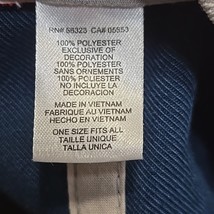 RN# 56323 CA# 05553
100% POLYESTER
EXCLUSIVE OF
DECORATION
100% POLYESTER
SANS ORNEMENTS
100% POLIESTER
NO INCLUYE LA
DECORACION
MADE IN VIETNAM
FABRIQUE AU VIETNAM
HECHO EN VIETNAM
ONE SIZE FITS ALL
TAILLE UNIQUE
TALLA UNICA